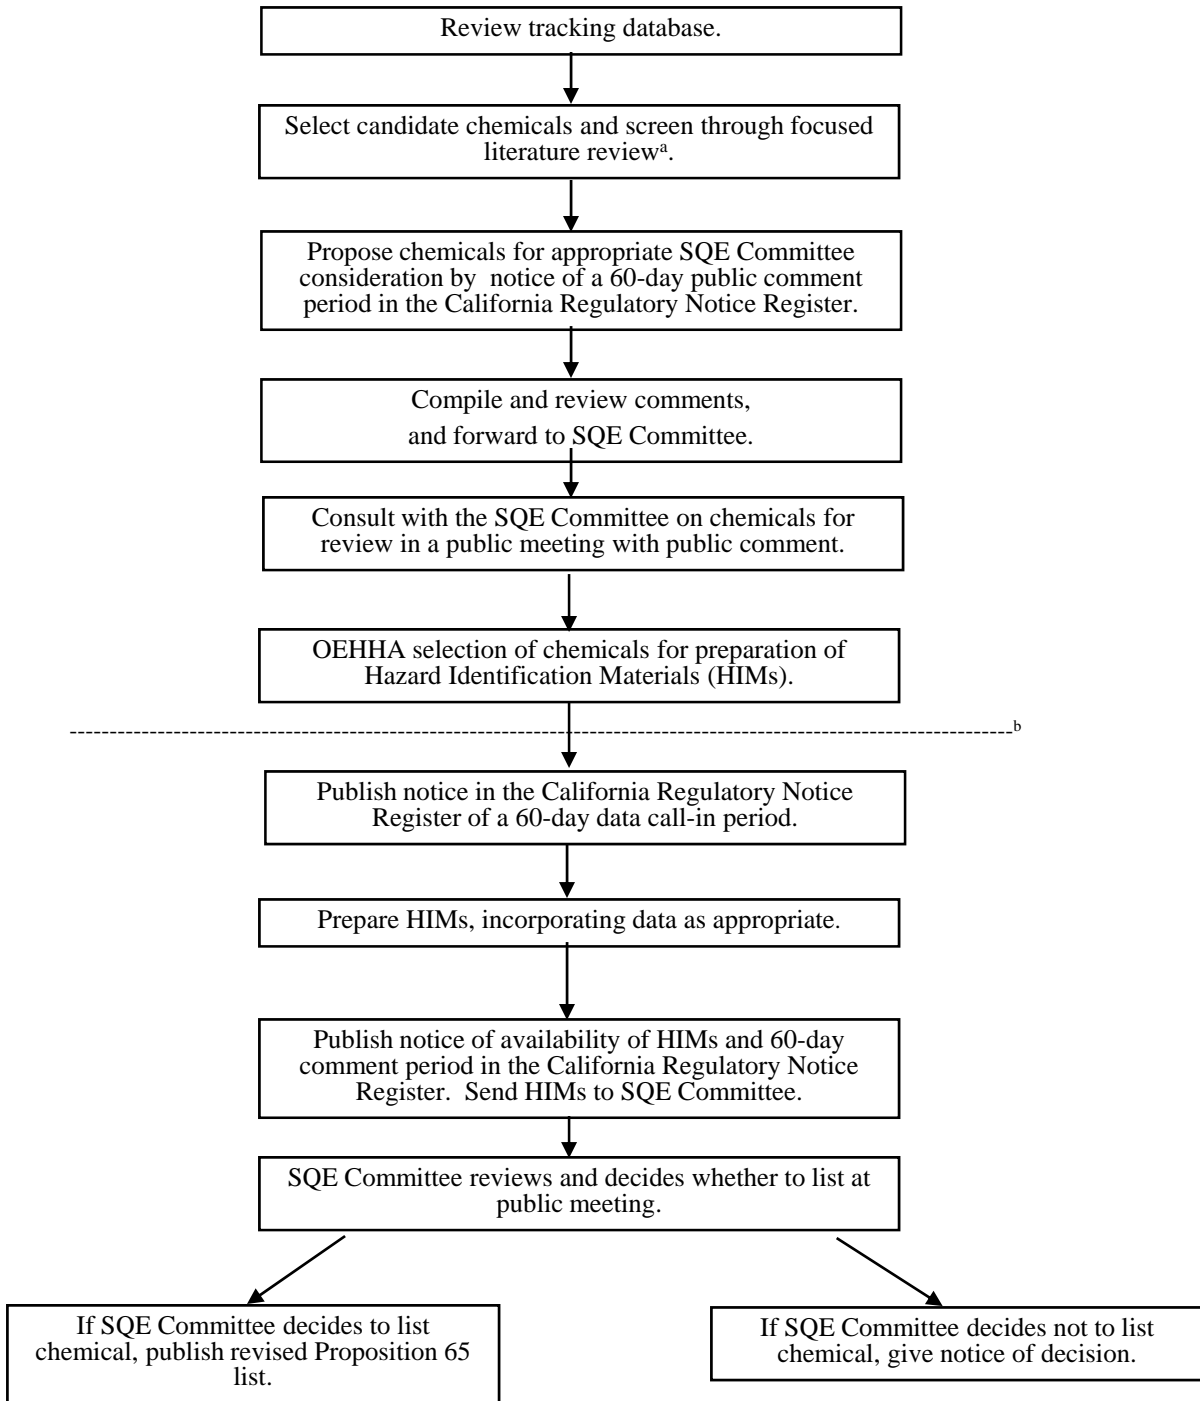 Review tracking database.
Select candidate chemicals and screen through focused
literature reviewᵃ.
Propose chemicals for appropriate SQE Committee
consideration by  notice of a 60-day public comment
period in the California Regulatory Notice Register.
Compile and review comments,
and forward to SQE Committee.
Consult with the SQE Committee on chemicals for
review in a public meeting with public comment.
OEHHA selection of chemicals for preparation of
Hazard Identification Materials (HIMs).
b
Publish notice in the California Regulatory Notice
Register of a 60-day data call-in period.
Prepare HIMs, incorporating data as appropriate.
Publish notice of availability of HIMs and 60-day
comment period in the California Regulatory Notice
Register.  Send HIMs to SQE Committee.
SQE Committee reviews and decides whether to list at
public meeting.
If SQE Committee decides to list
chemical, publish revised Proposition 65
list.
If SQE Committee decides not to list
chemical, give notice of decision.